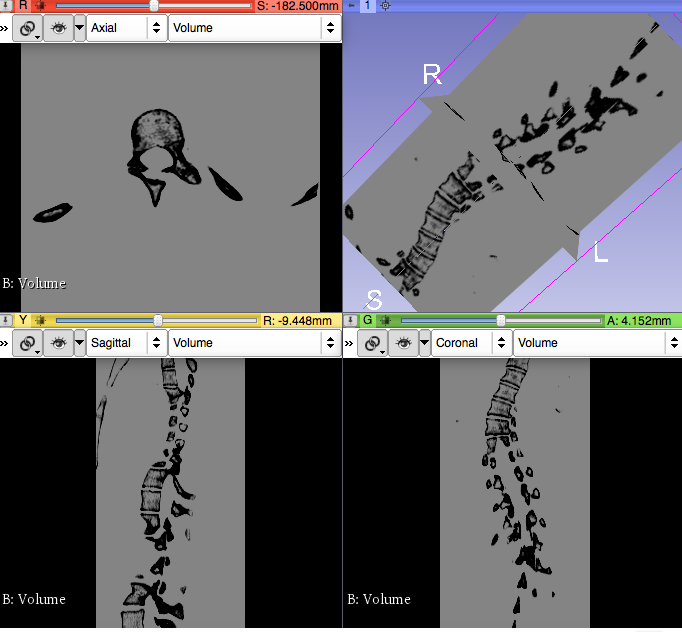 R S: -182.500mm
» Axial Volume
B: Volume
1
R
L
S
Y R: -9.448mm
» Sagittal Volume
B: Volume
G A: 4.152mm
» Coronal Volume
B: Volume